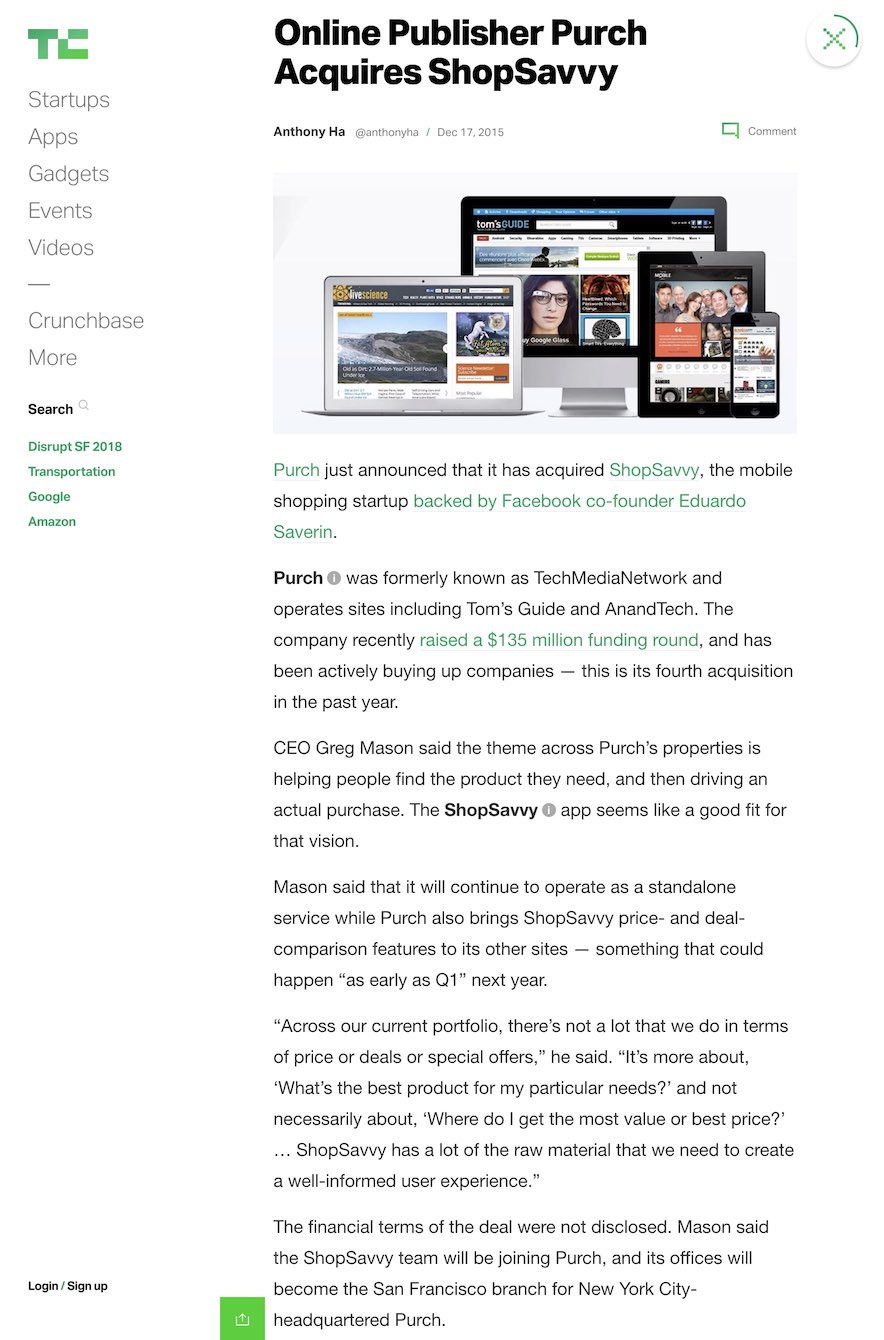 TC
Startups
Apps
Gadgets
Events
Videos
—
Crunchbase
More
Search
Disrupt SF 2018
Transportation
Google
Amazon
Login / Sign up
Online Publisher Purch
Acquires ShopSavvy
Anthony Ha @anthonyha / Dec 17, 2015
Comment
tom'sGUIDE
livescience
Old as Dirt: 2.7-Million-Year-Old Soil Found
Under Ice
Most Popular
uy Google Glass
Heartbleed: Which
Passwords You Need to
Change
MOBILE
GAMING
Purch just announced that it has acquired ShopSavvy, the mobile
shopping startup backed by Facebook co-founder Eduardo
Saverin.
Purch i was formerly known as TechMediaNetwork and
operates sites including Tom’s Guide and AnandTech. The
company recently raised a $135 million funding round, and has
been actively buying up companies — this is its fourth acquisition
in the past year.
CEO Greg Mason said the theme across Purch’s properties is
helping people find the product they need, and then driving an
actual purchase. The ShopSavvy i app seems like a good fit for
that vision.
Mason said that it will continue to operate as a standalone
service while Purch also brings ShopSavvy price- and deal-
comparison features to its other sites — something that could
happen “as early as Q1” next year.
“Across our current portfolio, there’s not a lot that we do in terms
of price or deals or special offers,” he said. “It’s more about,
‘What’s the best product for my particular needs?’ and not
necessarily about, ‘Where do I get the most value or best price?’
… ShopSavvy has a lot of the raw material that we need to create
a well-informed user experience.”
The financial terms of the deal were not disclosed. Mason said
the ShopSavvy team will be joining Purch, and its offices will
become the San Francisco branch for New York City-
headquartered Purch.